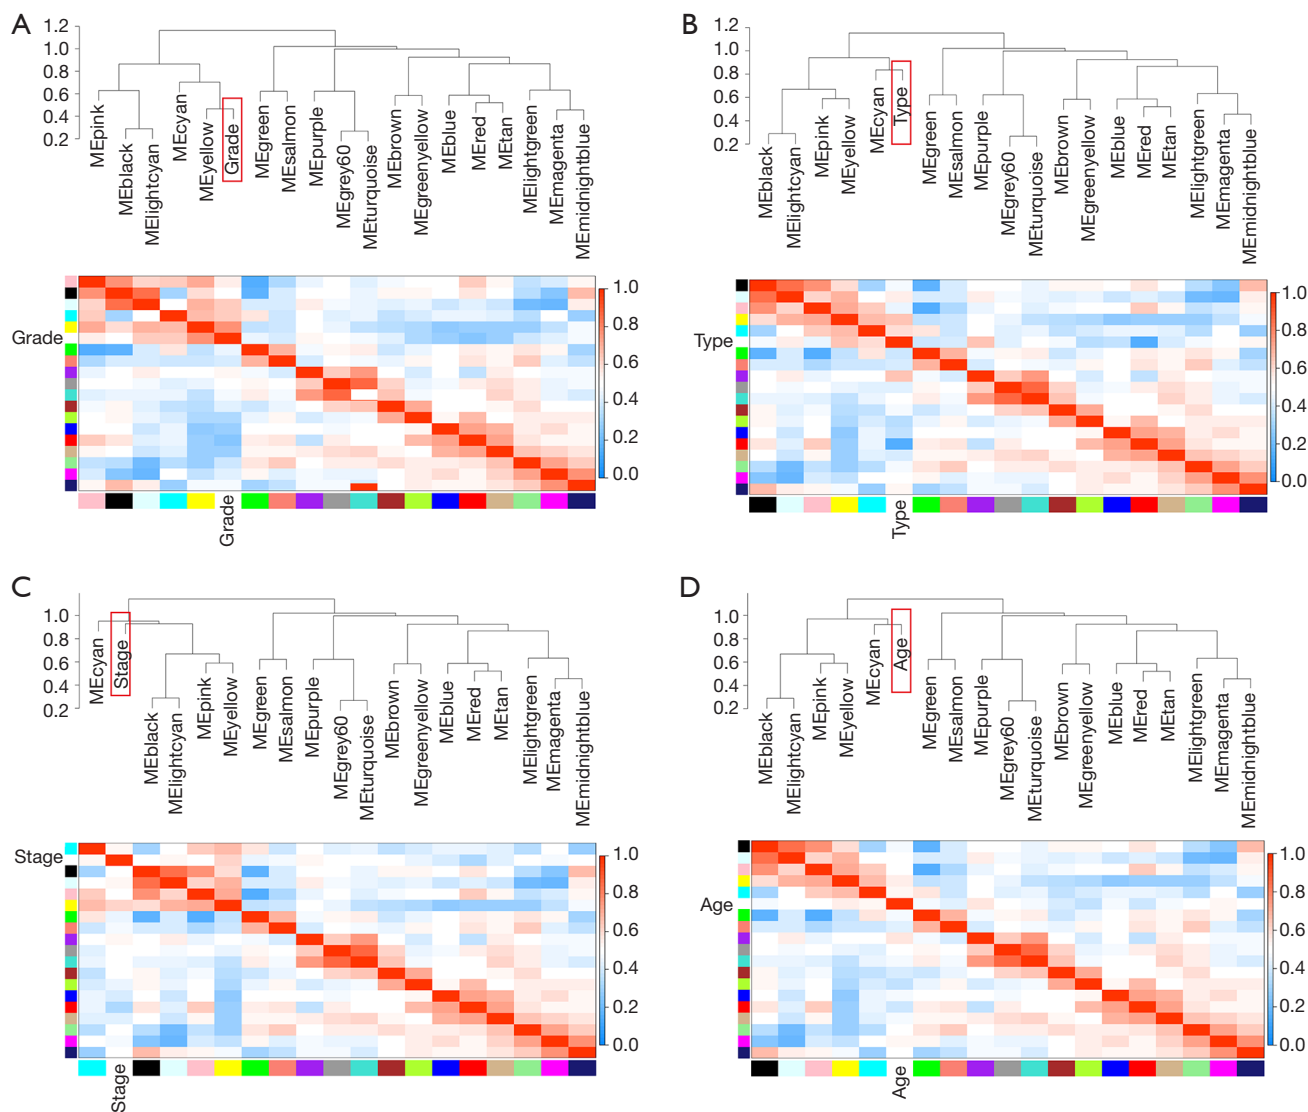 A
1.2
1.0
0.8
0.6
0.4
0.2
MEpink
MEblack
MElightcyan
MEcyan
MEyellow
Grade
MEgreen
MEsalmon
MEpurple
MEgrey60
MEturquoise
MEbrown
MEgreenyellow
MEblue
MEred
MEtan
MElightgreen
MEmagenta
MEmidnightblue
Grade
1.0
0.8
0.6
0.4
0.2
0.0
Grade
B
1.2
1.0
0.8
0.6
0.4
0.2
MEblack
MElightcyan
MEpink
MEyellow
MEcyan
Type
MEgreen
MEsalmon
MEpurple
MEgrey60
MEturquoise
MEbrown
MEgreenyellow
MEblue
MEred
MEtan
MElightgreen
MEmagenta
MEmidnightblue
Type
1.0
0.8
0.6
0.4
0.2
0.0
Type
C
1.0
0.8
0.6
0.4
0.2
MEcyan
Stage
MEblack
MElightcyan
MEpink
MEyellow
MEgreen
MEsalmon
MEpurple
MEgrey60
MEturquoise
MEbrown
MEgreenyellow
MEblue
MEred
MEtan
MElightgreen
MEmagenta
MEmidnightblue
Stage
1.0
0.8
0.6
0.4
0.2
0.0
Stage
D
1.0
0.8
0.6
0.4
0.2
MEblack
MElightcyan
MEpink
MEyellow
MEcyan
Age
MEgreen
MEsalmon
MEpurple
MEgrey60
MEturquoise
MEbrown
MEgreenyellow
MEblue
MEred
MEtan
MElightgreen
MEmagenta
MEmidnightblue
Age
1.0
0.8
0.6
0.4
0.2
0.0
Age